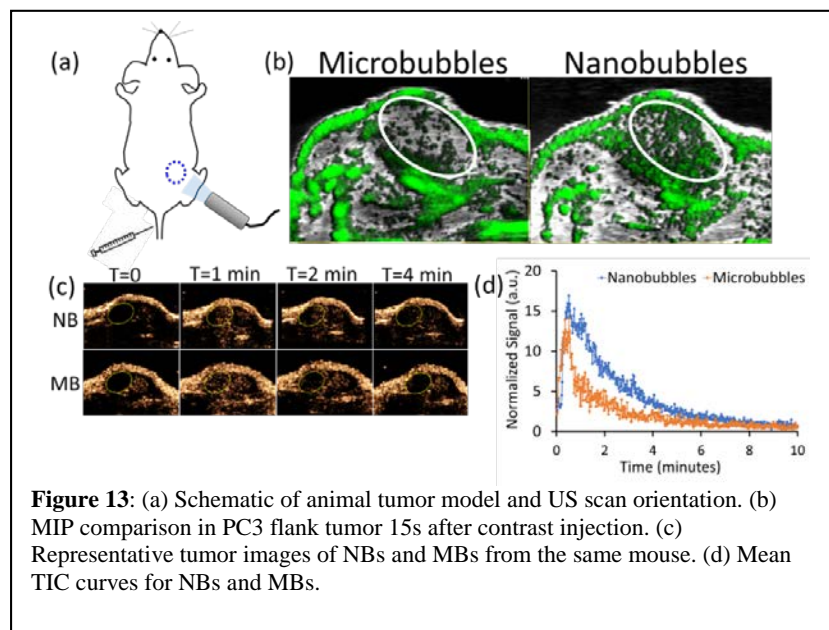 (a)
(b)
Microbubbles
Nanobubbles
(c)
T=0
T=1 min
T=2 min
T=4 min
NB
MB
(d)
Nanobubbles
Microbubbles
Normalized Signal (a.u.)
20
15
10
5
0
0
2
4
6
8
10
Time (minutes)
Figure 13: (a) Schematic of animal tumor model and US scan orientation. (b)
MIP comparison in PC3 flank tumor 15s after contrast injection. (c)
Representative tumor images of NBs and MBs from the same mouse. (d) Mean
TIC curves for NBs and MBs.